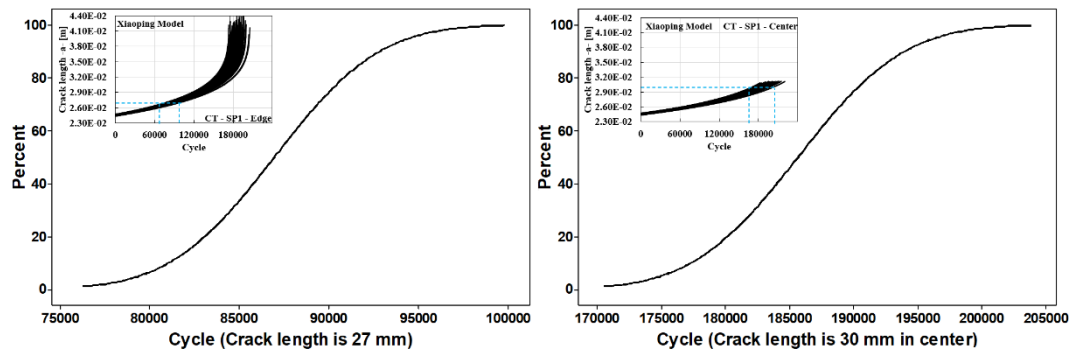 4.40E-02
4.10E-02
3.80E-02
3.50E-02
3.20E-02
2.90E-02
2.60E-02
2.30E-02
Crack length -a- [m]
Xiaoping Model
CT - SP1 - Edge
0 60000 120000 180000
Cycle
100
80
60
40
20
0
Percent
75000 80000 85000 90000 95000 100000
Cycle (Crack length is 27 mm)
4.40E-02
4.10E-02
3.80E-02
3.50E-02
3.20E-02
2.90E-02
2.60E-02
2.30E-02
Crack length -a- [m]
Xiaoping Model CT - SP1 - Center
0 60000 120000 180000
Cycle
100
80
60
40
20
0
Percent
170000 175000 180000 185000 190000 195000 200000 205000
Cycle (Crack length is 30 mm in center)